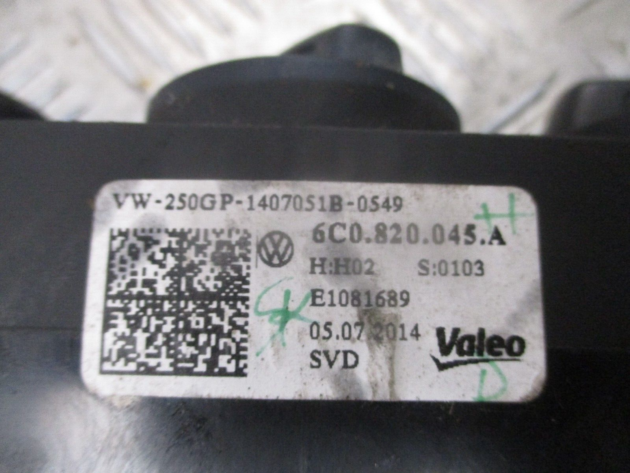 VW-250GP-1407051B-0549
6C0.820.045.A
H:H02 S:0103
E1081689
05.07.2014
SVD
Valeo
H
D